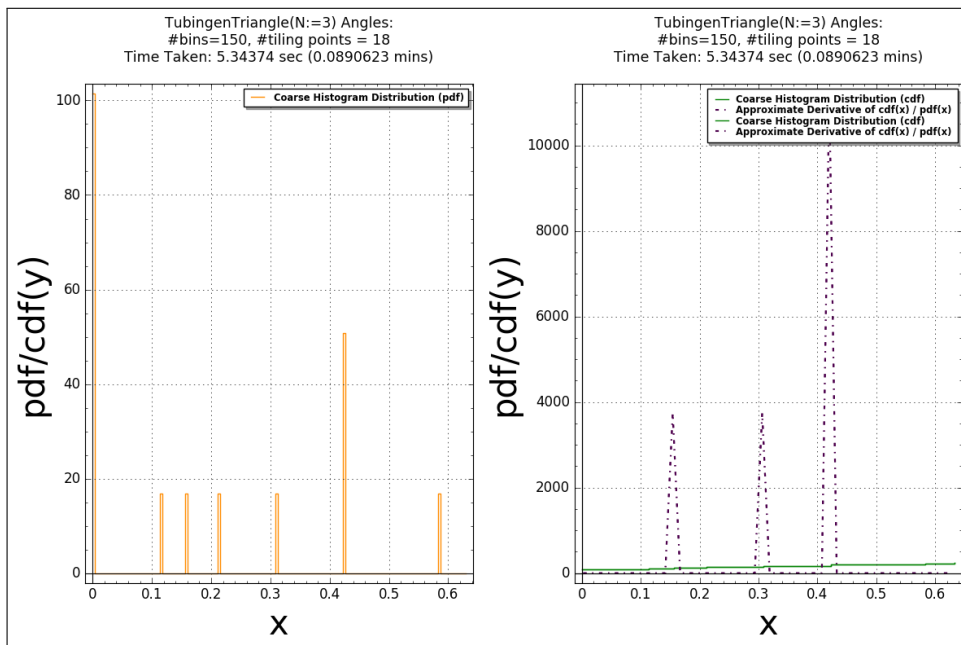 TubingenTriangle(N:=3) Angles:
#bins=150, #tiling points = 18
Time Taken: 5.34374 sec (0.0890623 mins)
Coarse Histogram Distribution (pdf)
100
80
60
40
20
0
0 0.1 0.2 0.3 0.4 0.5 0.6
pdf/cdf(y)
x
TubingenTriangle(N:=3) Angles:
#bins=150, #tiling points = 18
Time Taken: 5.34374 sec (0.0890623 mins)
Coarse Histogram Distribution (cdf)
Approximate Derivative of cdf(x) / pdf(x)
Coarse Histogram Distribution (cdf)
Approximate Derivative of cdf(x) / pdf(x)
10000
8000
6000
4000
2000
0
0 0.1 0.2 0.3 0.4 0.5 0.6
pdf/cdf(y)
x